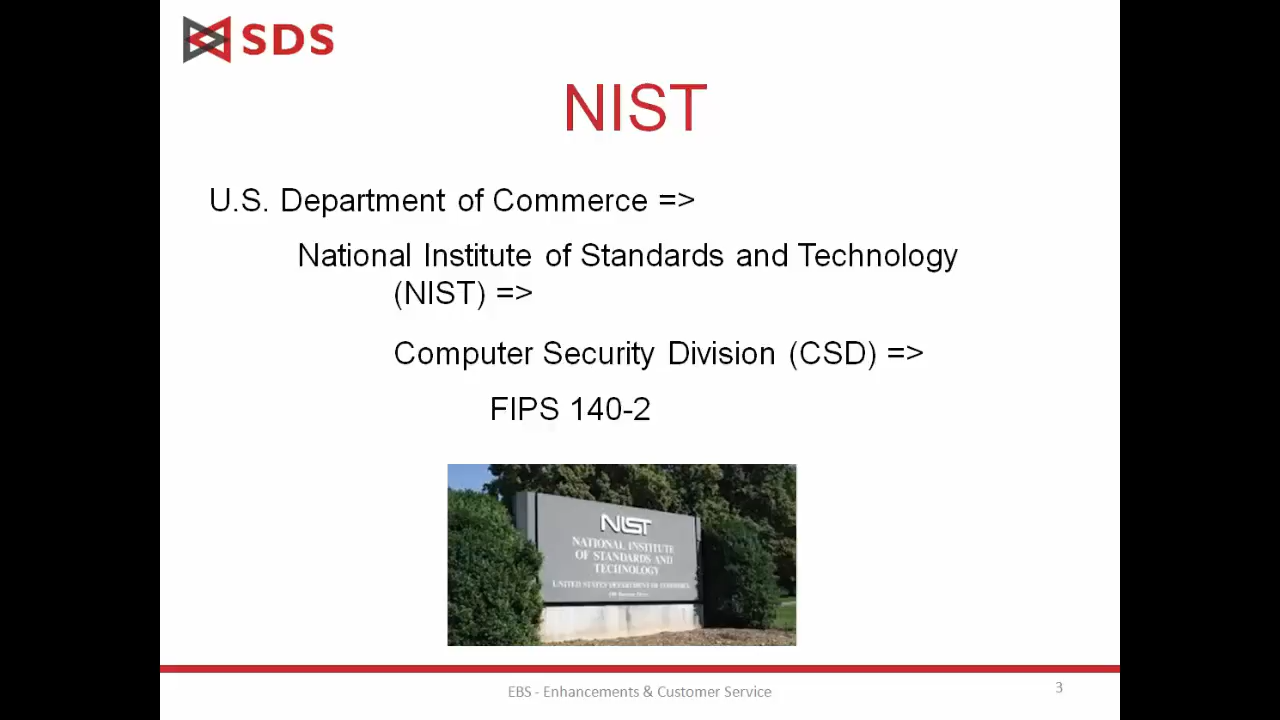 SDS
NIST
U.S. Department of Commerce =>
National Institute of Standards and Technology
(NIST) =>
Computer Security Division (CSD) =>
FIPS 140-2
NIST
NATIONAL INSTITUTE
OF STANDARDS AND
TECHNOLOGY
UNITED STATES DEPARTMENT OF COMMERCE
EBS - Enhancements & Customer Service
3